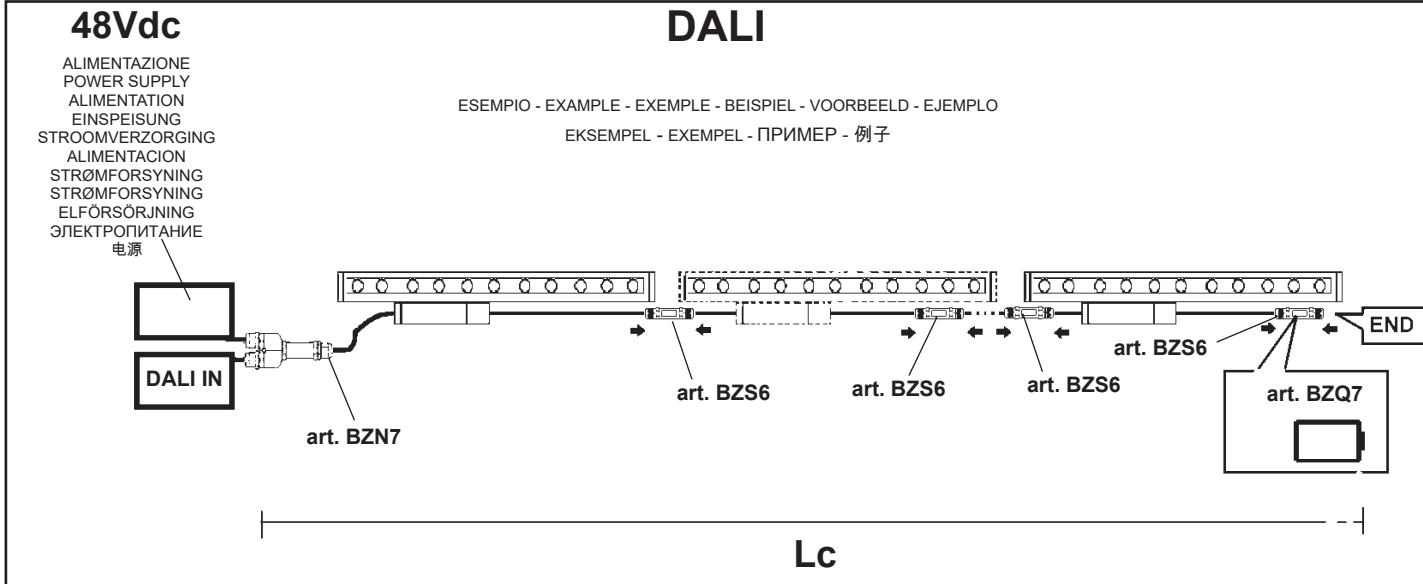 48Vdc
ALIMENTAZIONE
POWER SUPPLY
ALIMENTATION
EINSPEISUNG
STROOMVERZORGING
ALIMENTACION
STRØMFORSYNING
STRØMFORSYNING
ELFÖRSÖRJNING
ЭЛЕКТРОПИТАНИЕ
电源
DALI
ESEMPIO - EXAMPLE - EXEMPLE - BEISPIEL - VOORBEELD - EJEMPLO
EKSEMPEL - EXEMPEL - ПРИМЕР - 例子
DALI IN
art. BZN7
art. BZS6
art. BZS6
art. BZS6
art. BZS6
END
art. BZQ7
Lc